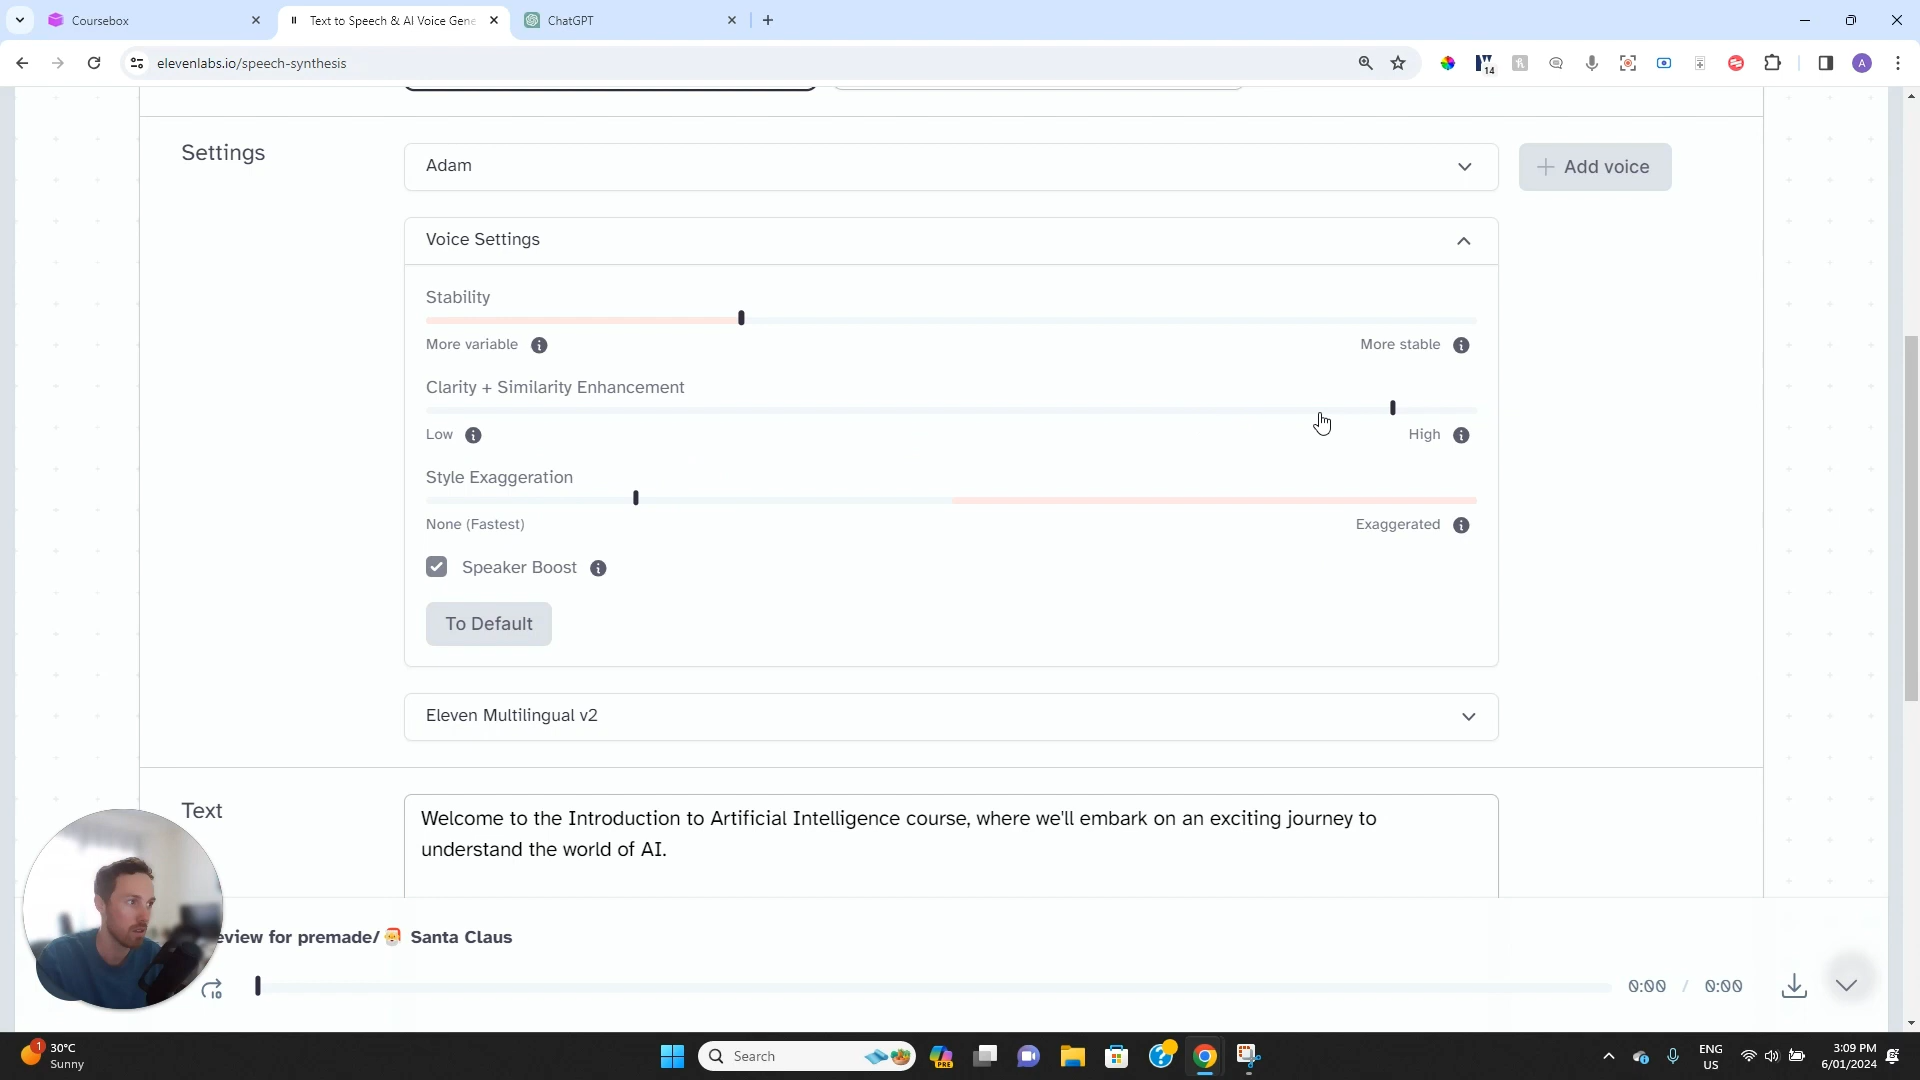 Coursebox
Text to Speech & AI Voice Gene
ChatGPT
elevenlabs.io/speech-synthesis
14
A
Settings
Adam
Add voice
Voice Settings
Stability
More variable
More stable
Clarity + Similarity Enhancement
Low
High
Style Exaggeration
None (Fastest)
Exaggerated
Speaker Boost
To Default
Eleven Multilingual v2
Text
Welcome to the Introduction to Artificial Intelligence course, where we'll embark on an exciting journey to
understand the world of AI.
eview for premade/🎅 Santa Claus
10
0:00 / 0:00
1
30°C
Sunny
Search
PRE
ENG
US
3:09 PM
6/01/2024